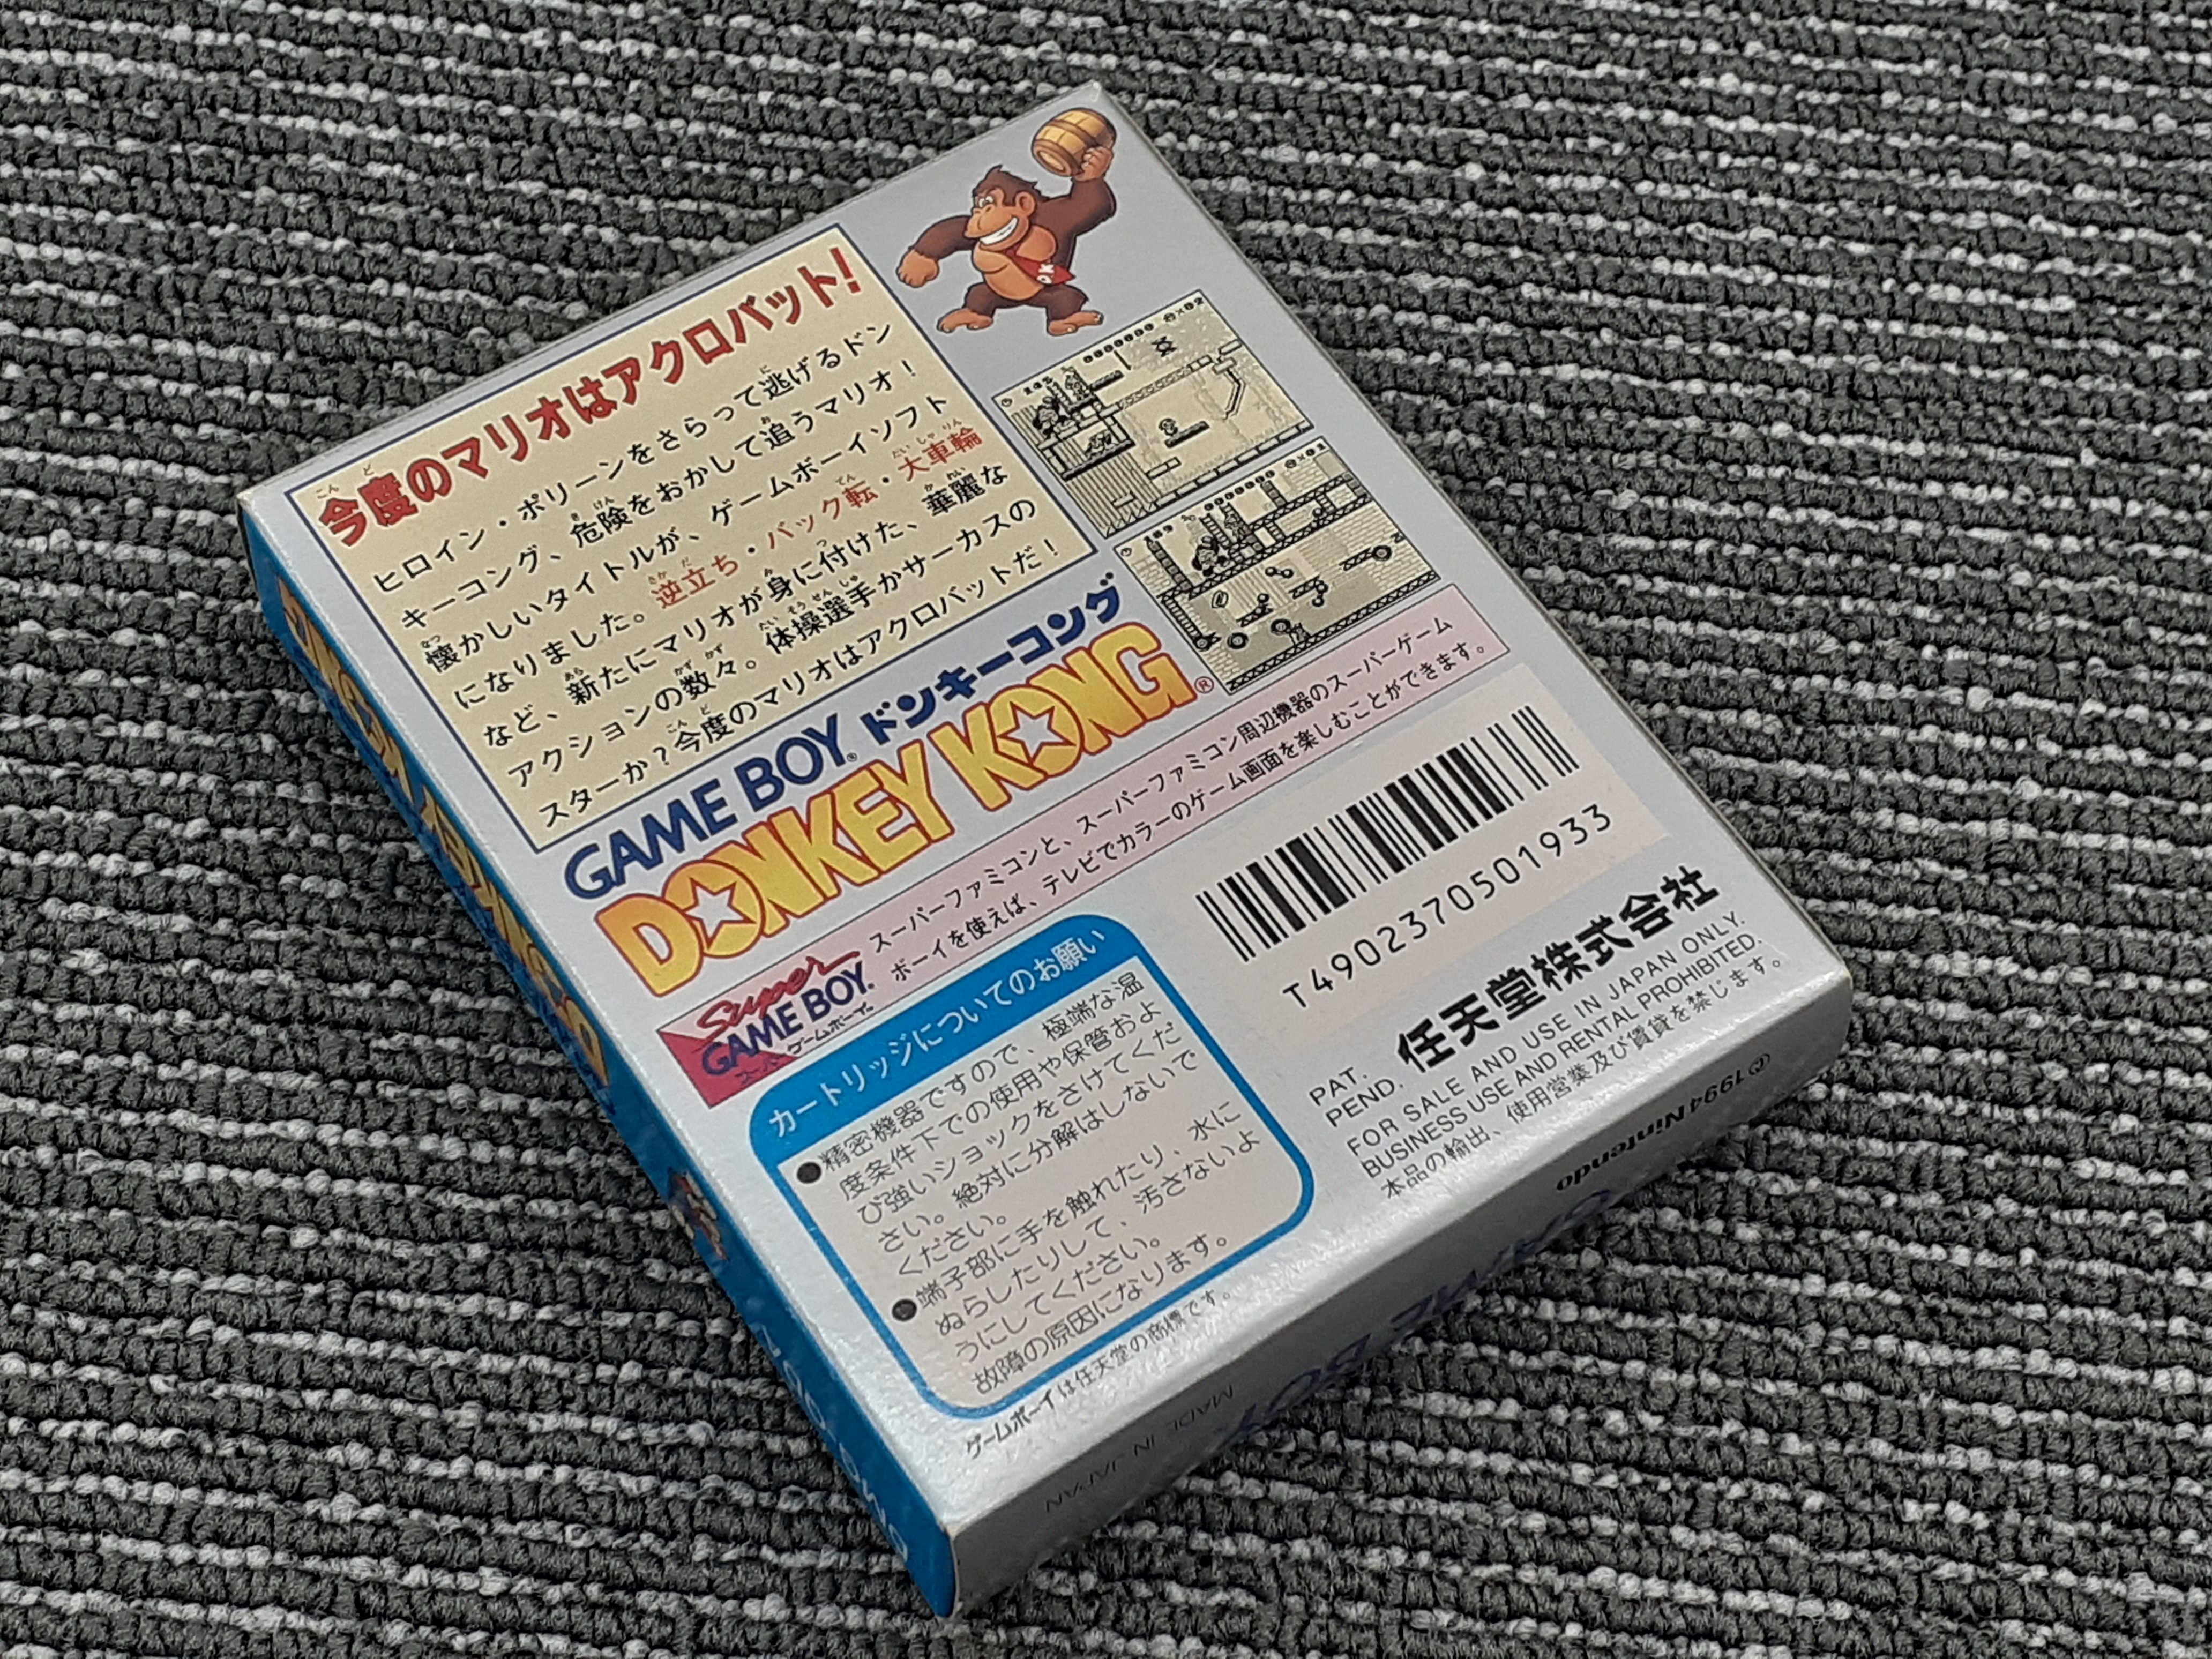 今度のマリオはアクロバット!
ヒロイン・ポリーンをさらって逃げるドン
キーコング、危険をおかして追うマリオ!
懐かしいタイトルが、ゲームボーイソフト
になりました。逆立ち・バック転・大車輪
など、新たにマリオが身に付けた、華麗な
アクションの数々。体操選手かサーカスの
スターか?今度のマリオはアクロバットだ!
DK
GAME BOY® ドンキーコング
DONKEY KONG®
Super
GAME BOY
スーパーゲームボーイ
スーパーファミコンと、スーパーファミコン周辺機器のスーパーゲーム
ボーイを使えば、テレビでカラーのゲーム画面を楽しむことができます。
カートリッジについてのお願い
●精密機器ですので、極端な温
度条件下での使用や保管およ
び強いショックをさけてくだ
さい。絶対に分解はしないで
ください。
●端子部に手を触れたり、水に
ぬらしたりして、汚さないよ
うにしてください。
故障の原因になります。
ゲームボーイは任天堂の商標です。
T4902370501933
PAT.
PEND.
任天堂株式会社
FOR SALE AND USE IN JAPAN ONLY.
BUSINESS USE AND RENTAL PROHIBITED.
本品の輸出、使用営業及び賃貸を禁じます。
©1994 Nintendo
GAME BOY
MADE IN JAPAN
DONKEY KONG